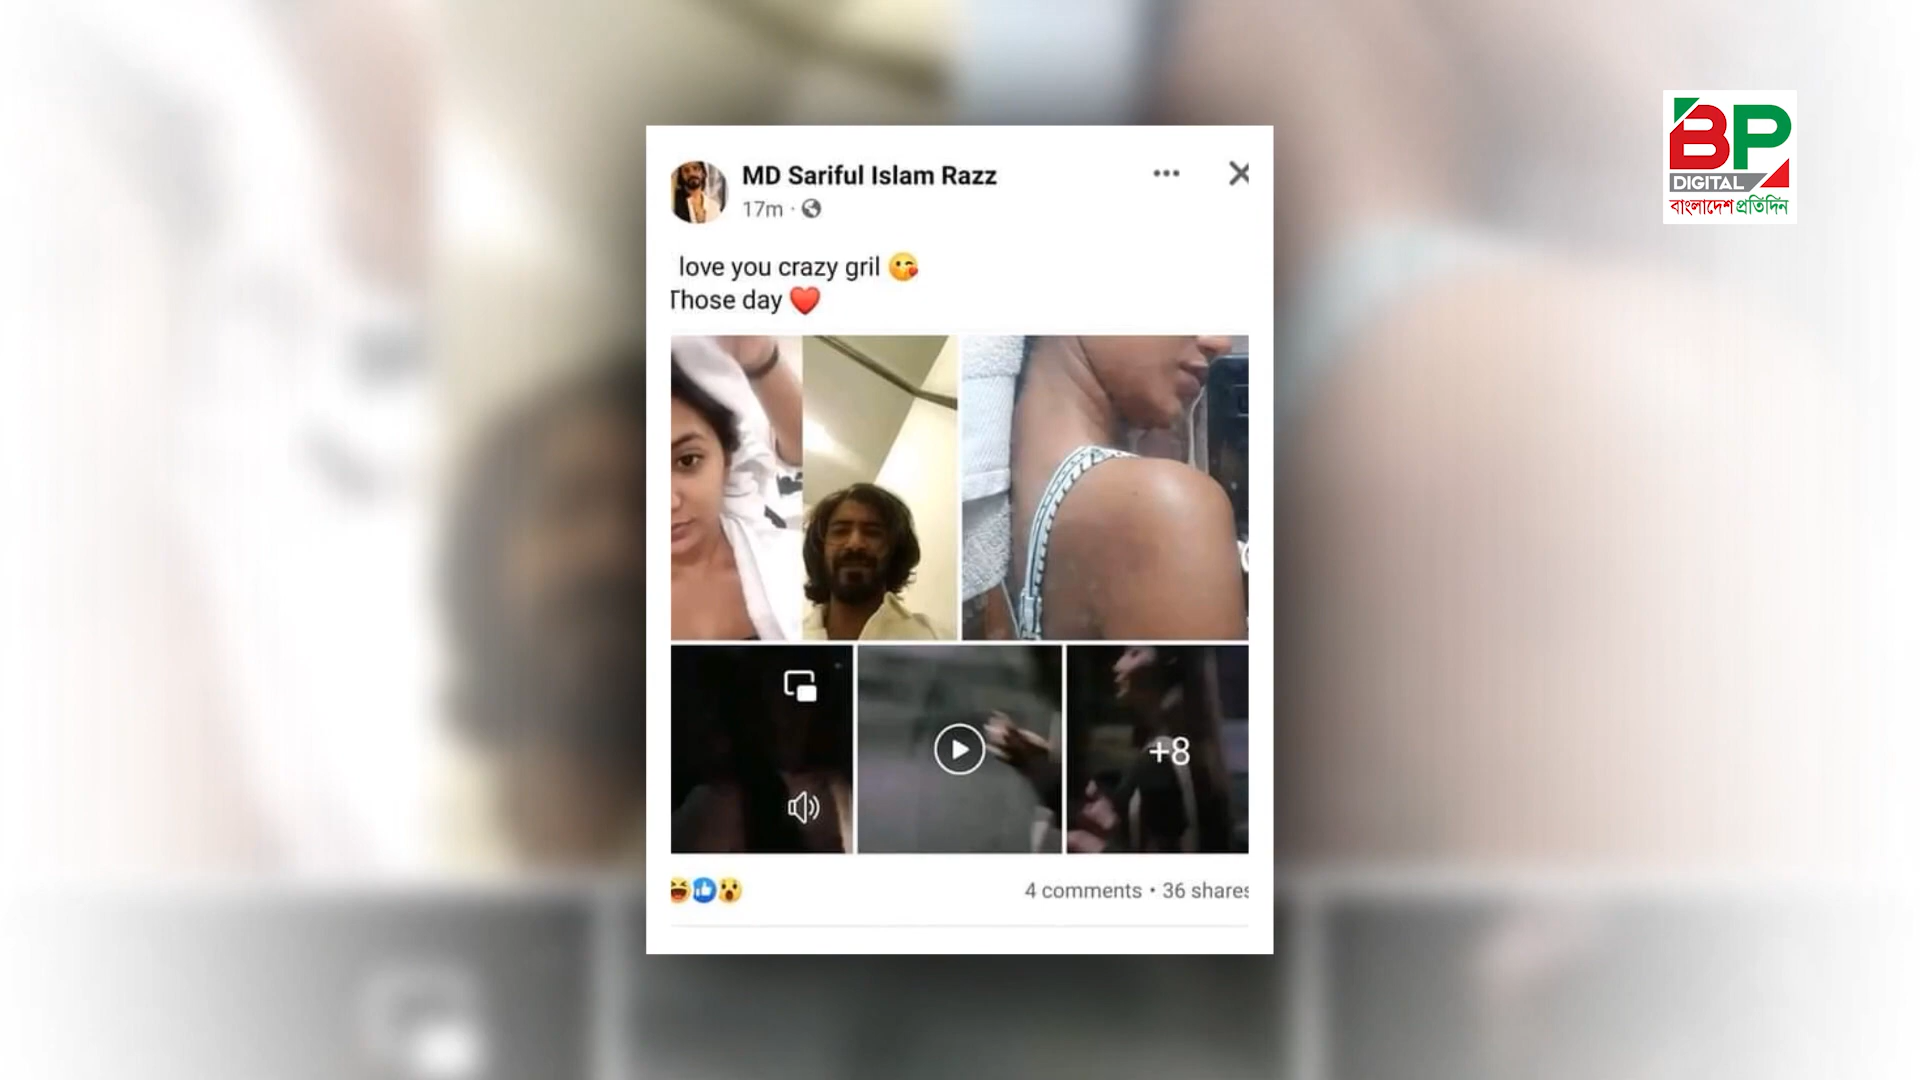 BP
DIGITAL
বাংলাদেশ প্রতিদিন
MD Sariful Islam Razz
17m ·
love you crazy gril 😘
Those day ❤️
+8
4 comments • 36 shares